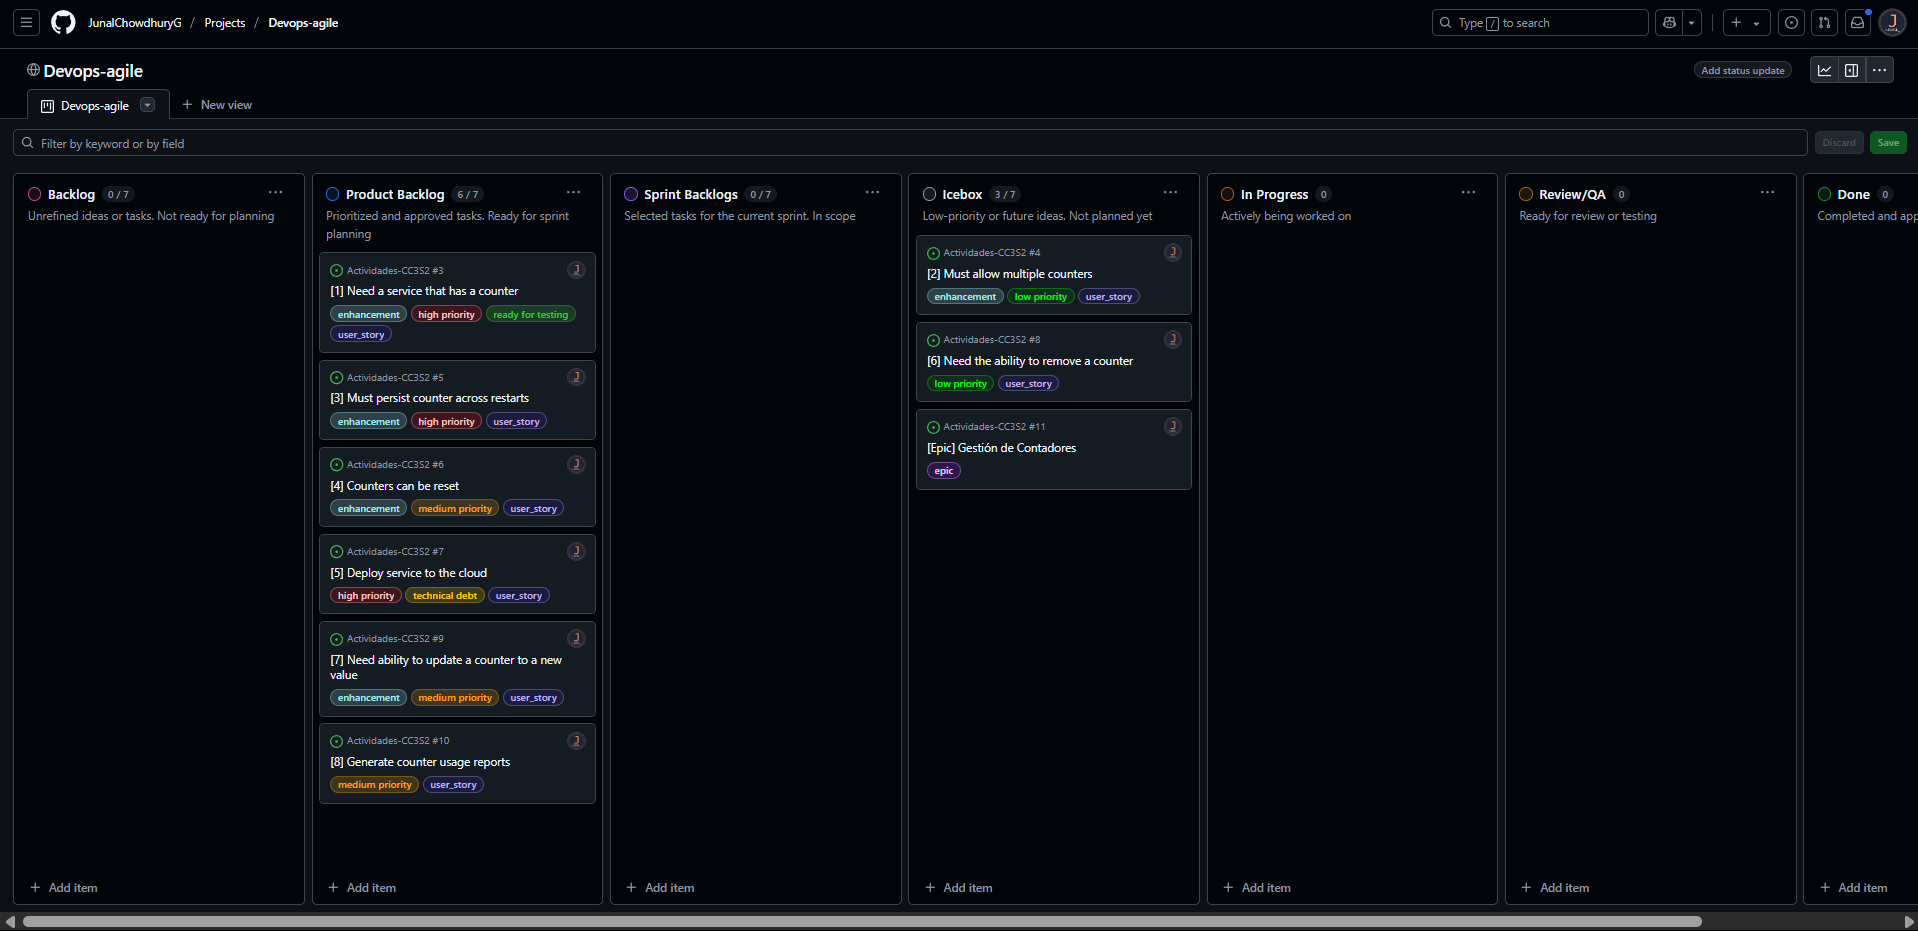 JunalChowdhuryG / Projects / Devops-agile
Type / to search
Devops-agile
Add status update
Devops-agile
New view
Filter by keyword or by field
Discard
Save
Backlog 0 / 7
Unrefined ideas or tasks. Not ready for planning
Add item
Product Backlog 6 / 7
Prioritized and approved tasks. Ready for sprint
planning
Actividades-CC3S2 #3
[1] Need a service that has a counter
enhancement high priority ready for testing
user_story
Actividades-CC3S2 #5
[3] Must persist counter across restarts
enhancement high priority user_story
Actividades-CC3S2 #6
[4] Counters can be reset
enhancement medium priority user_story
Actividades-CC3S2 #7
[5] Deploy service to the cloud
high priority technical debt user_story
Actividades-CC3S2 #9
[7] Need ability to update a counter to a new
value
enhancement medium priority user_story
Actividades-CC3S2 #10
[8] Generate counter usage reports
medium priority user_story
Add item
Sprint Backlogs 0 / 7
Selected tasks for the current sprint. In scope
Add item
Icebox 3 / 7
Low-priority or future ideas. Not planned yet
Actividades-CC3S2 #4
[2] Must allow multiple counters
enhancement low priority user_story
Actividades-CC3S2 #8
[6] Need the ability to remove a counter
low priority user_story
Actividades-CC3S2 #11
[Epic] Gestión de Contadores
epic
Add item
In Progress 0
Actively being worked on
Add item
Review/QA 0
Ready for review or testing
Add item
Done 0
Completed and app
Add item